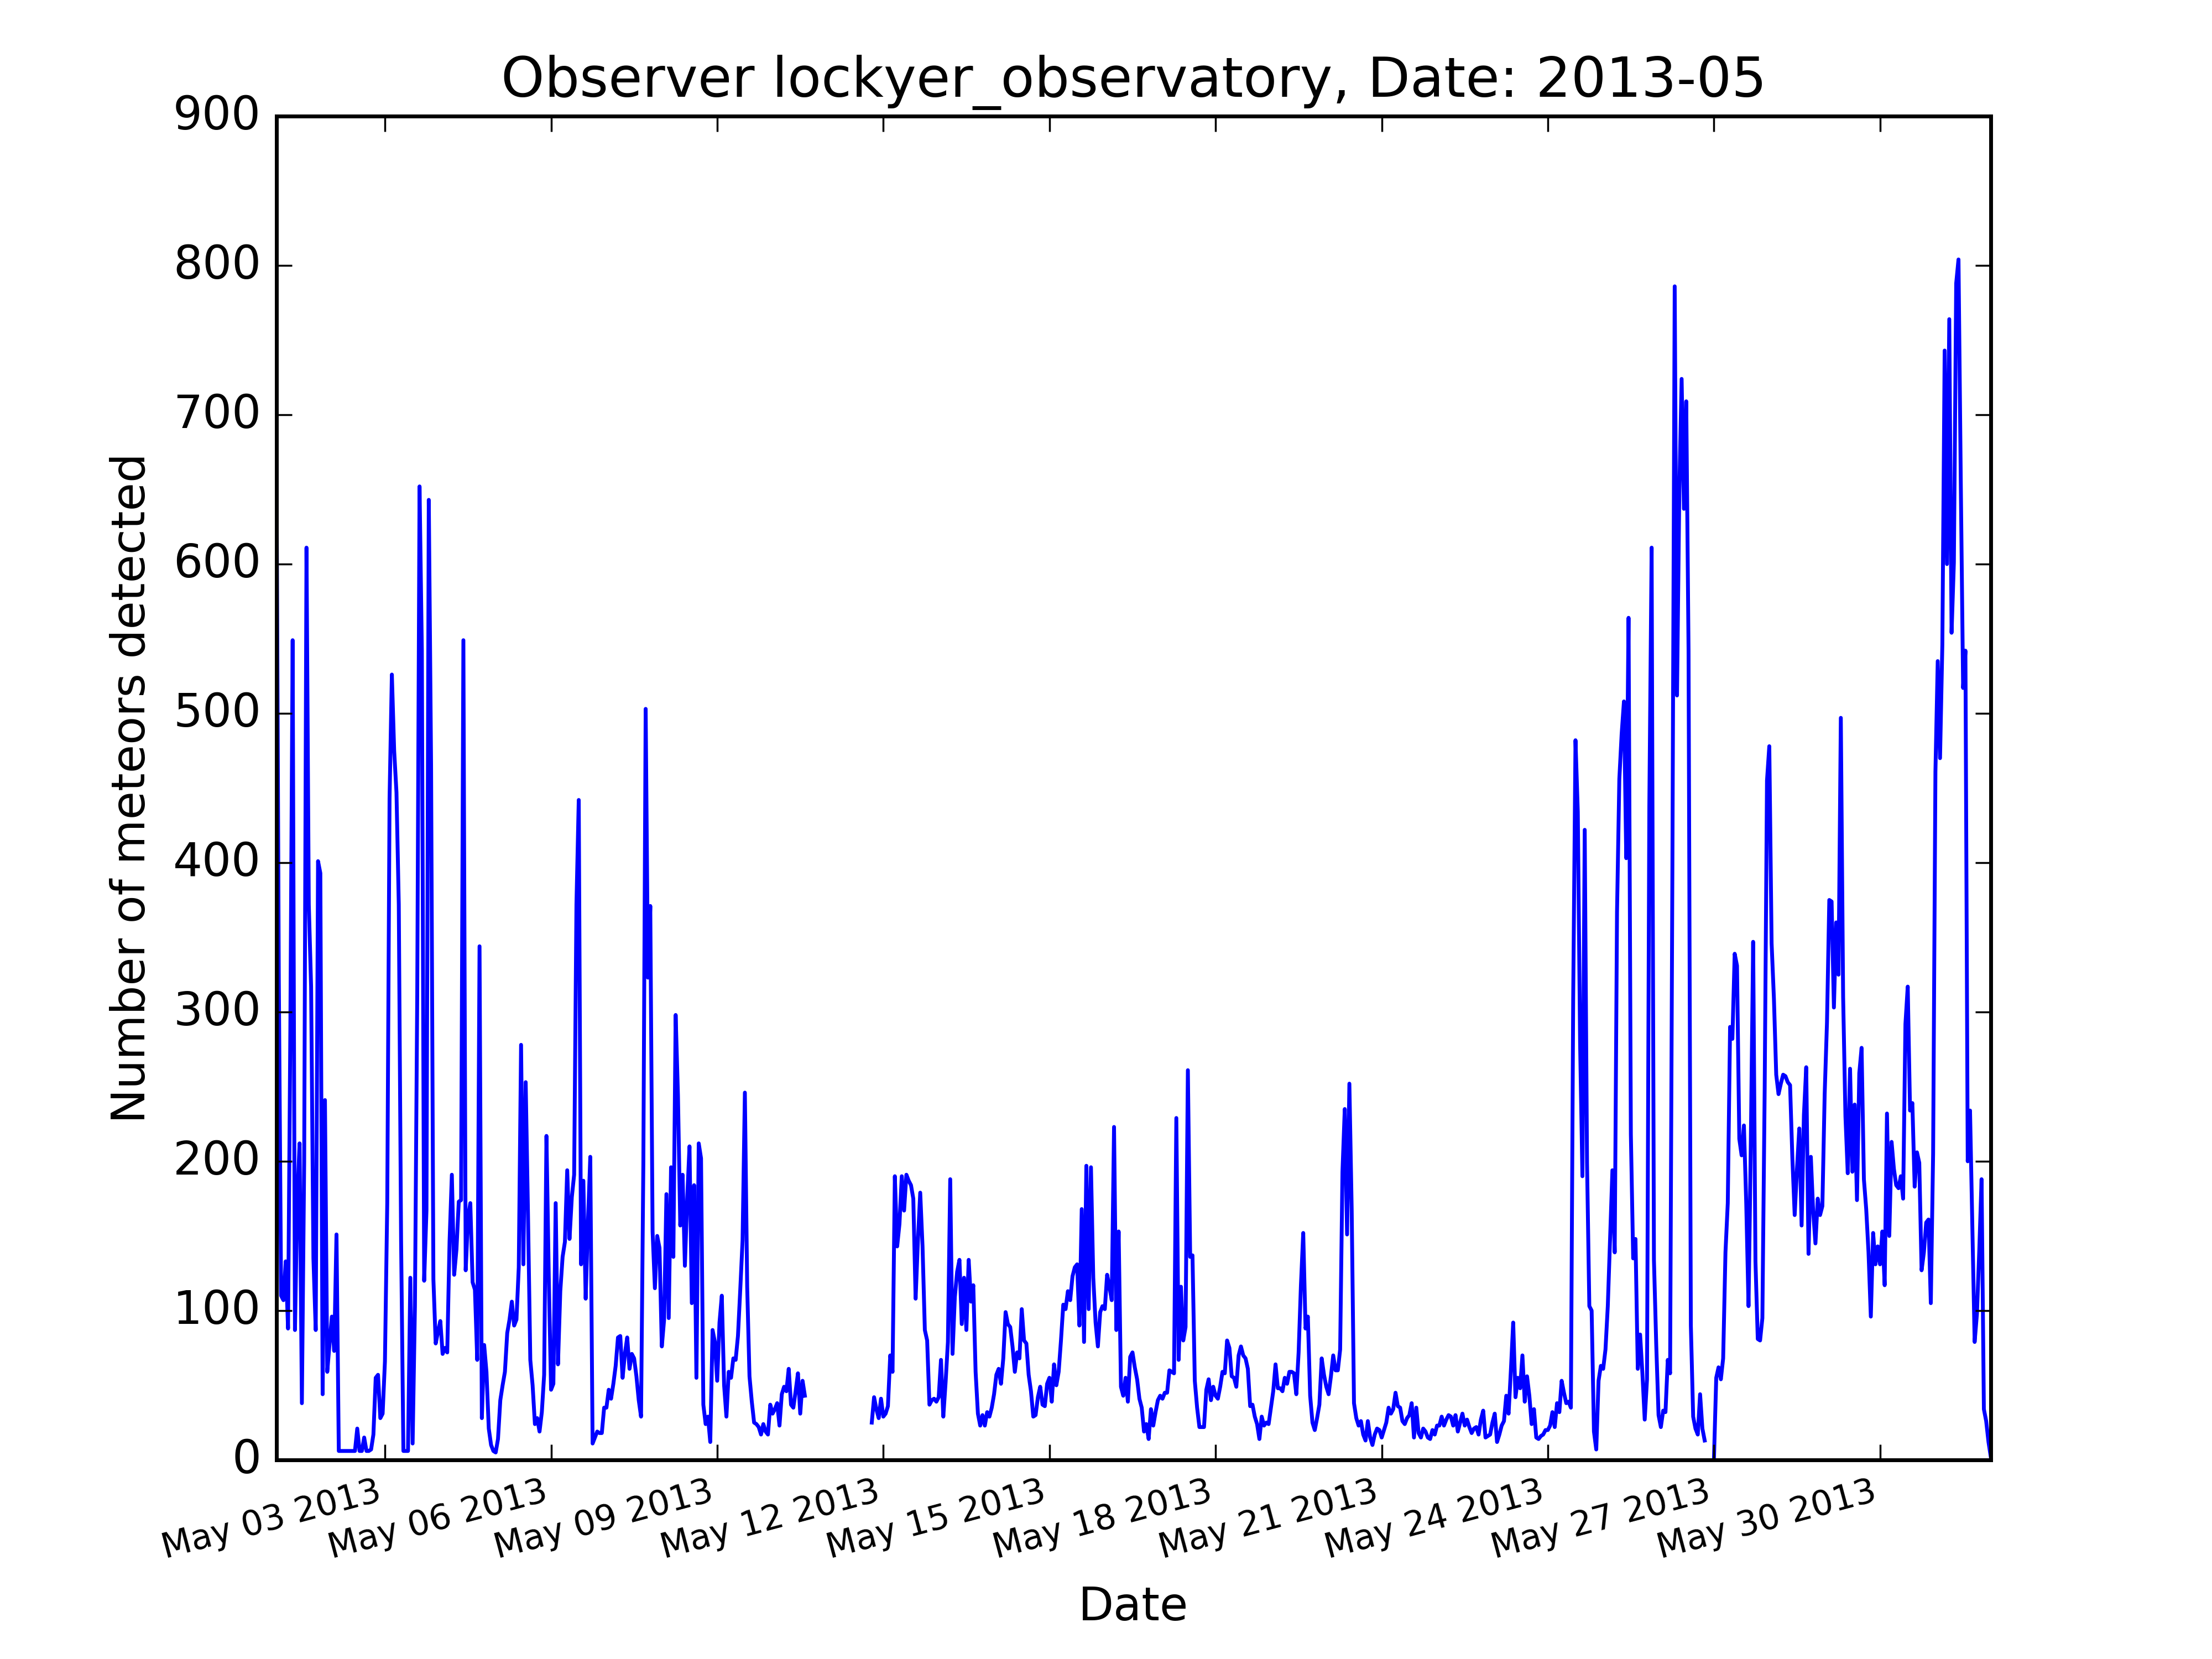 Observer lockyer_observatory, Date: 2013-05
Number of meteors detected
900
800
700
600
500
400
300
200
100
0
May 03 2013
May 06 2013
May 09 2013
May 12 2013
May 15 2013
May 18 2013
May 21 2013
May 24 2013
May 27 2013
May 30 2013
Date